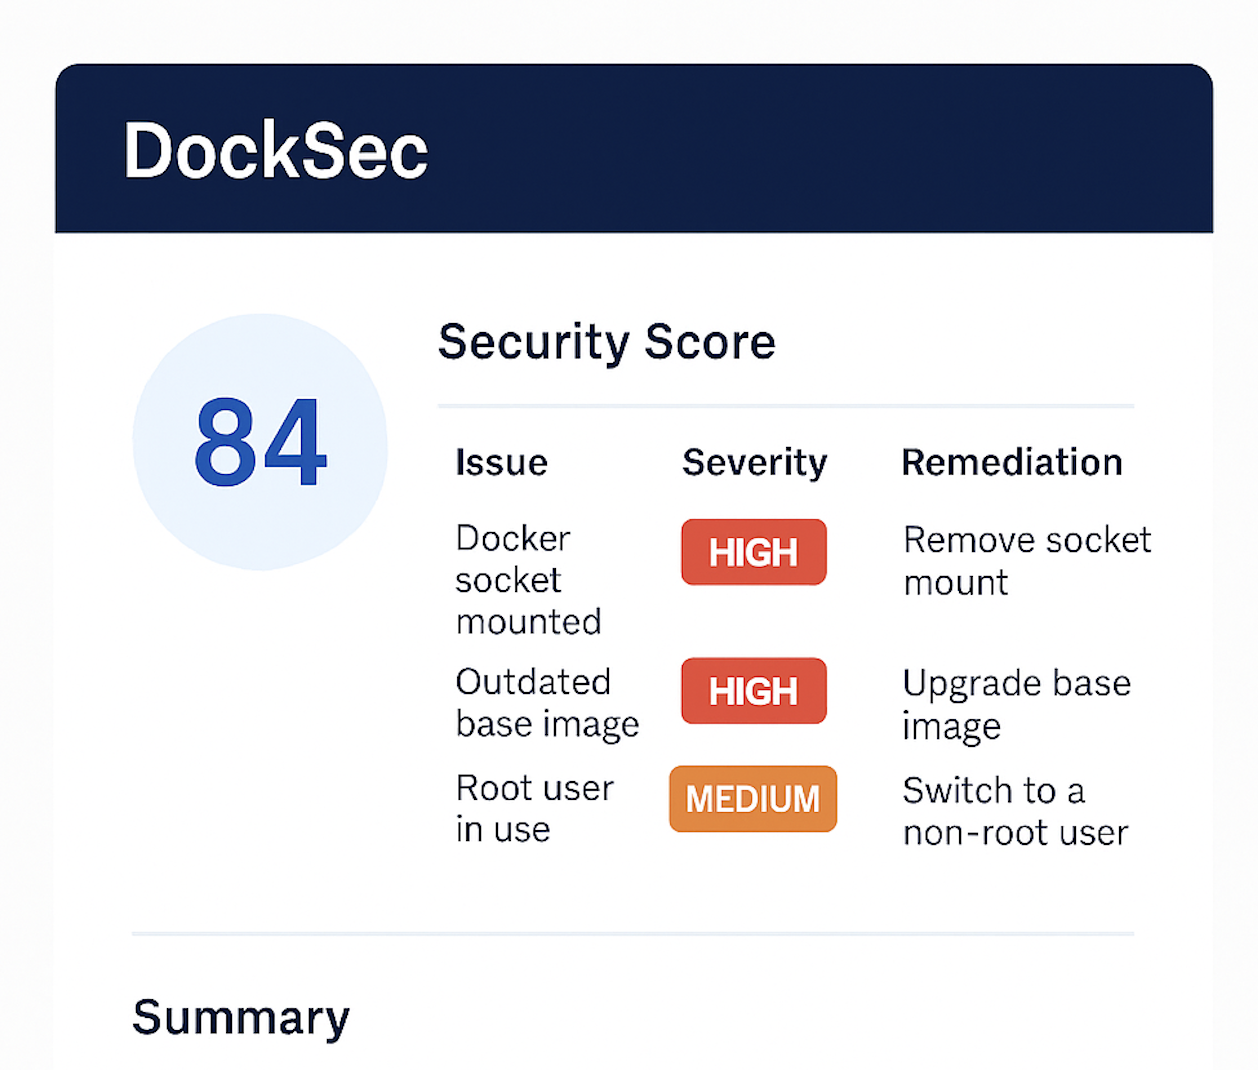 DockSec
84
Security Score
Issue Severity Remediation
Docker
socket
mounted
HIGH
Remove socket
mount
Outdated
base image
HIGH
Upgrade base
image
Root user
in use
MEDIUM
Switch to a
non-root user
Summary